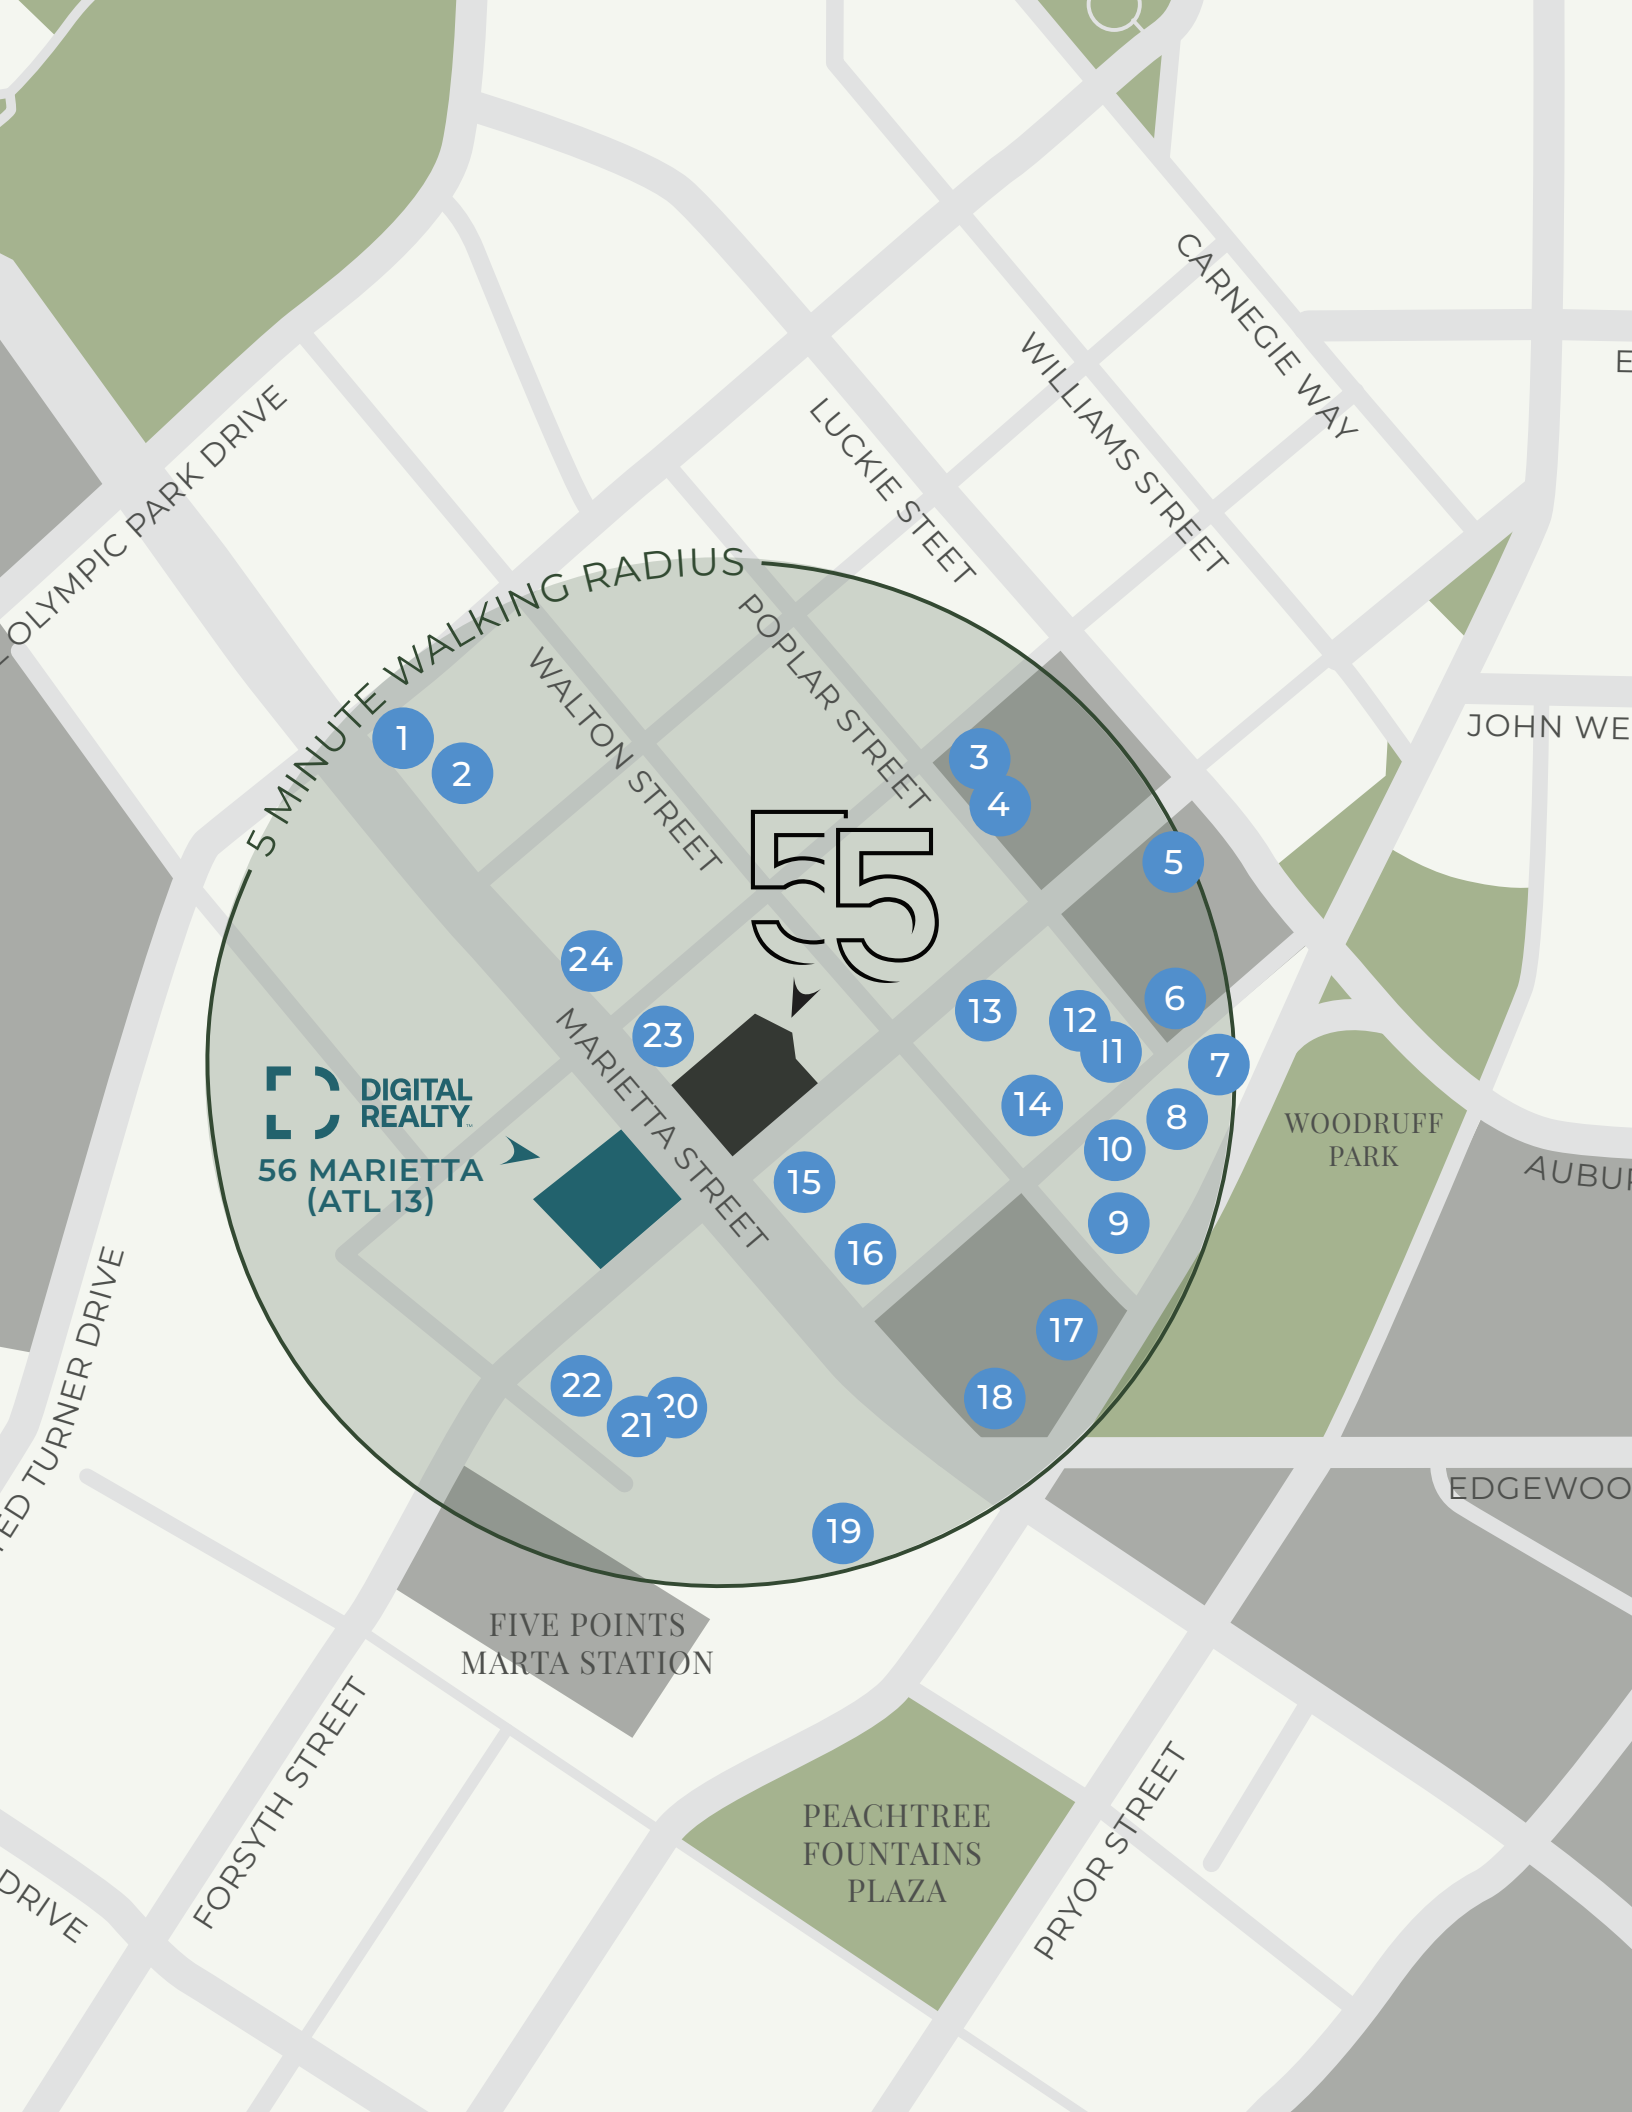 CARNEGIE WAY
WILLIAMS STREET
E
OLYMPIC PARK DRIVE
LUCKIE STEET
5 MINUTE WALKING RADIUS
POPLAR STREET
WALTON STREET
JOHN WE
1
2
3
4
5
55
24
6
13
12
11
23
7
MARIETTA STREET
DIGITAL
REALTY
56 MARIETTA
(ATL 13)
14
8
WOODRUFF
PARK
10
AUBUR
15
9
16
TED TURNER DRIVE
17
22
18
20
21
EDGEWOO
19
FIVE POINTS
MARTA STATION
FORSYTH STREET
PEACHTREE
FOUNTAINS
PLAZA
PRYOR STREET
DRIVE